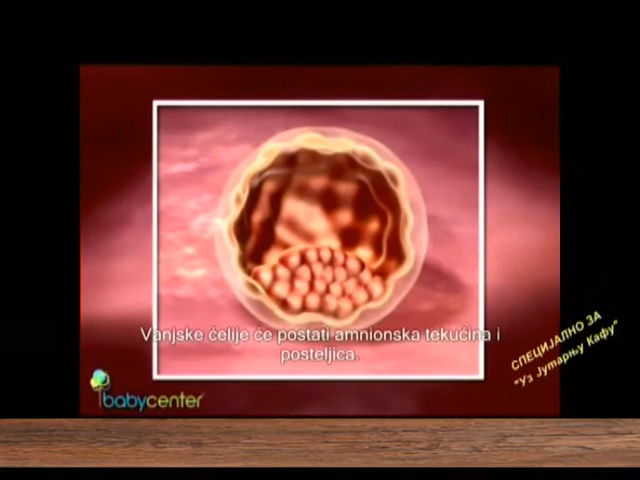 Vanjske ćelije će postati amnionska tekućina i
posteljica.
babycenter
СПЕЦИЈАЛНО ЗА
"Уз Јутарњу Кафу"